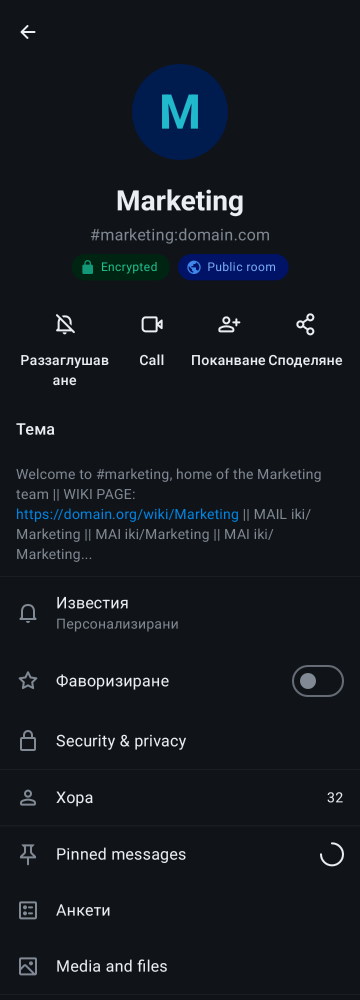 M
Marketing
#marketing:domain.com
Encrypted
Public room
Раззаглушав
ане
Call
Поканване
Споделяне
Тема
Welcome to #marketing, home of the Marketing
team || WIKI PAGE:
https://domain.org/wiki/Marketing || MAIL iki/
Marketing || MAI iki/Marketing || MAI iki/
Marketing...
Известия
Персонализирани
Фаворизиране
Security & privacy
Хора
32
Pinned messages
Анкети
Media and files